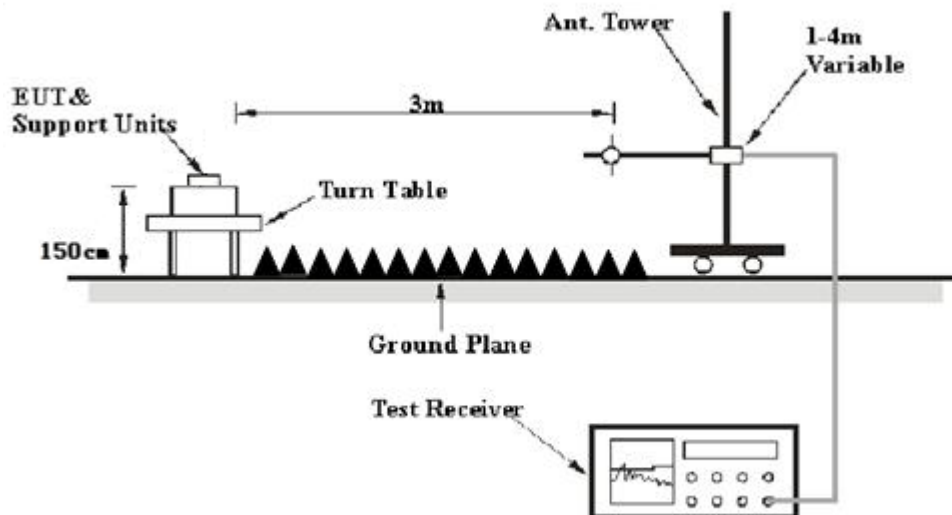 Ant. Tower
1-4m
Variable
EUT&
Support Units
3m
Turn Table
150cm
Ground Plane
Test Receiver